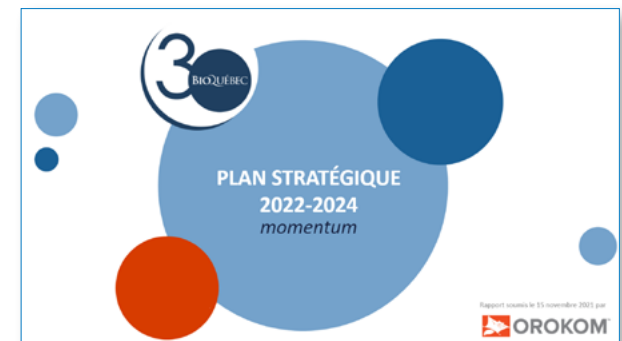 30
BIOQUÉBEC
PLAN STRATÉGIQUE
2022-2024
momentum
Rapport soumis le 15 novembre 2021 par
OROKOM